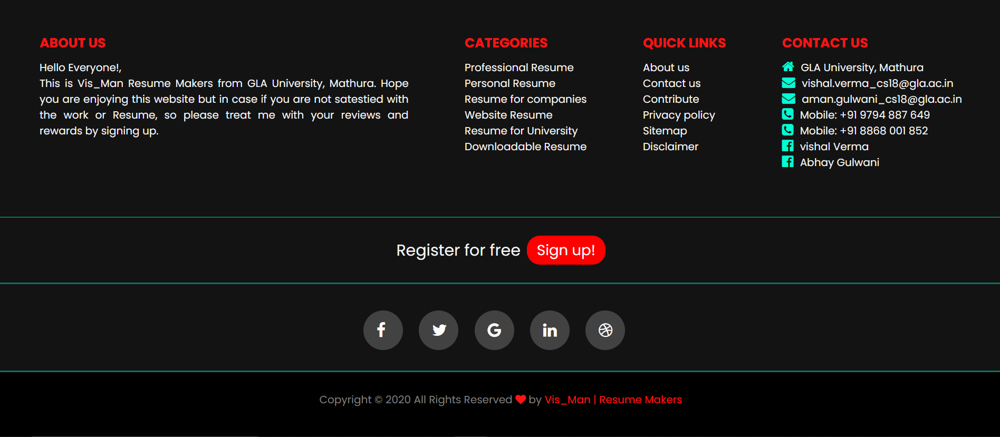 ABOUT US
Hello Everyone!,
This is Vis_Man Resume Makers from GLA University, Mathura. Hope
you are enjoying this website but in case if you are not satestied with
the work or Resume, so please treat me with your reviews and
rewards by signing up.
CATEGORIES
Professional Resume
Personal Resume
Resume for companies
Website Resume
Resume for University
Downloadable Resume
QUICK LINKS
About us
Contact us
Contribute
Privacy policy
Sitemap
Disclaimer
CONTACT US
GLA University, Mathura
vishal.verma_cs18@gla.ac.in
aman.gulwani_cs18@gla.ac.in
Mobile: +91 9794 887 649
Mobile: +91 8868 001 852
vishal Verma
Abhay Gulwani
Register for free Sign up!
Copyright © 2020 All Rights Reserved ❤ by Vis_Man | Resume Makers